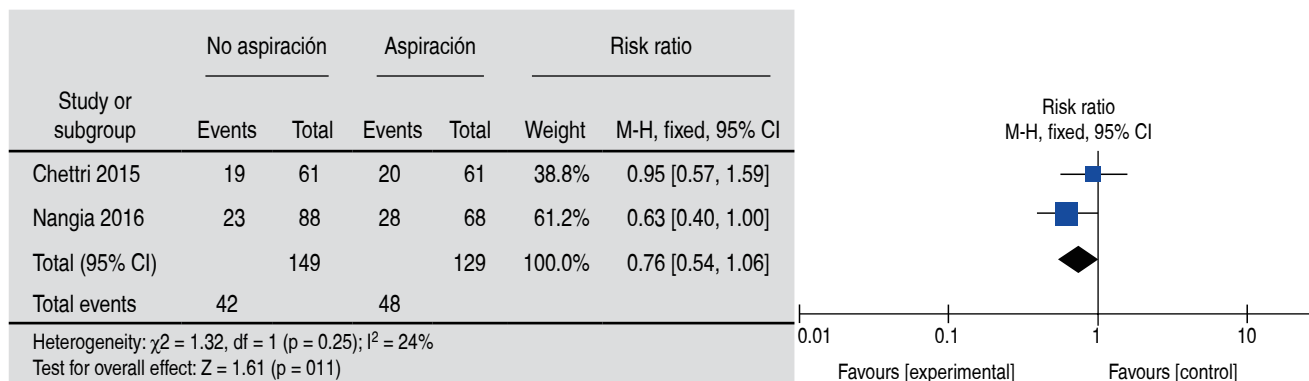 No aspiración Aspiración Risk ratio
Study or
subgroup Events Total Events Total Weight M-H, fixed, 95% CI
Chettri 2015 19 61 20 61 38.8% 0.95 [0.57, 1.59]
Nangia 2016 23 88 28 68 61.2% 0.63 [0.40, 1.00]
Total (95% CI) 149 129 100.0% 0.76 [0.54, 1.06]
Total events 42 48
Heterogeneity: χ2 = 1.32, df = 1 (p = 0.25); I² = 24%
Test for overall effect: Z = 1.61 (p = 011)
Risk ratio
M-H, fixed, 95% CI
0.01 0.1 1 10
Favours [experimental] Favours [control]